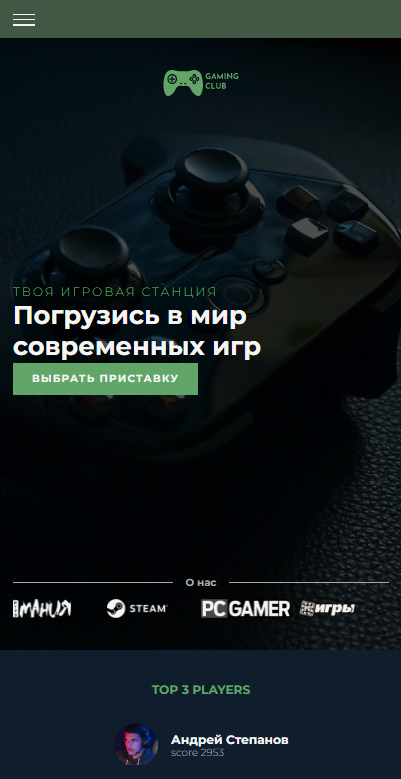 GAMING
CLUB
ТВОЯ ИГРОВАЯ СТАНЦИЯ
Погрузись в мир
современных игр
ВЫБРАТЬ ПРИСТАВКУ
О нас
МАНИЯ STEAM PC GAMER игры
TOP 3 PLAYERS
Андрей Степанов
score 2953